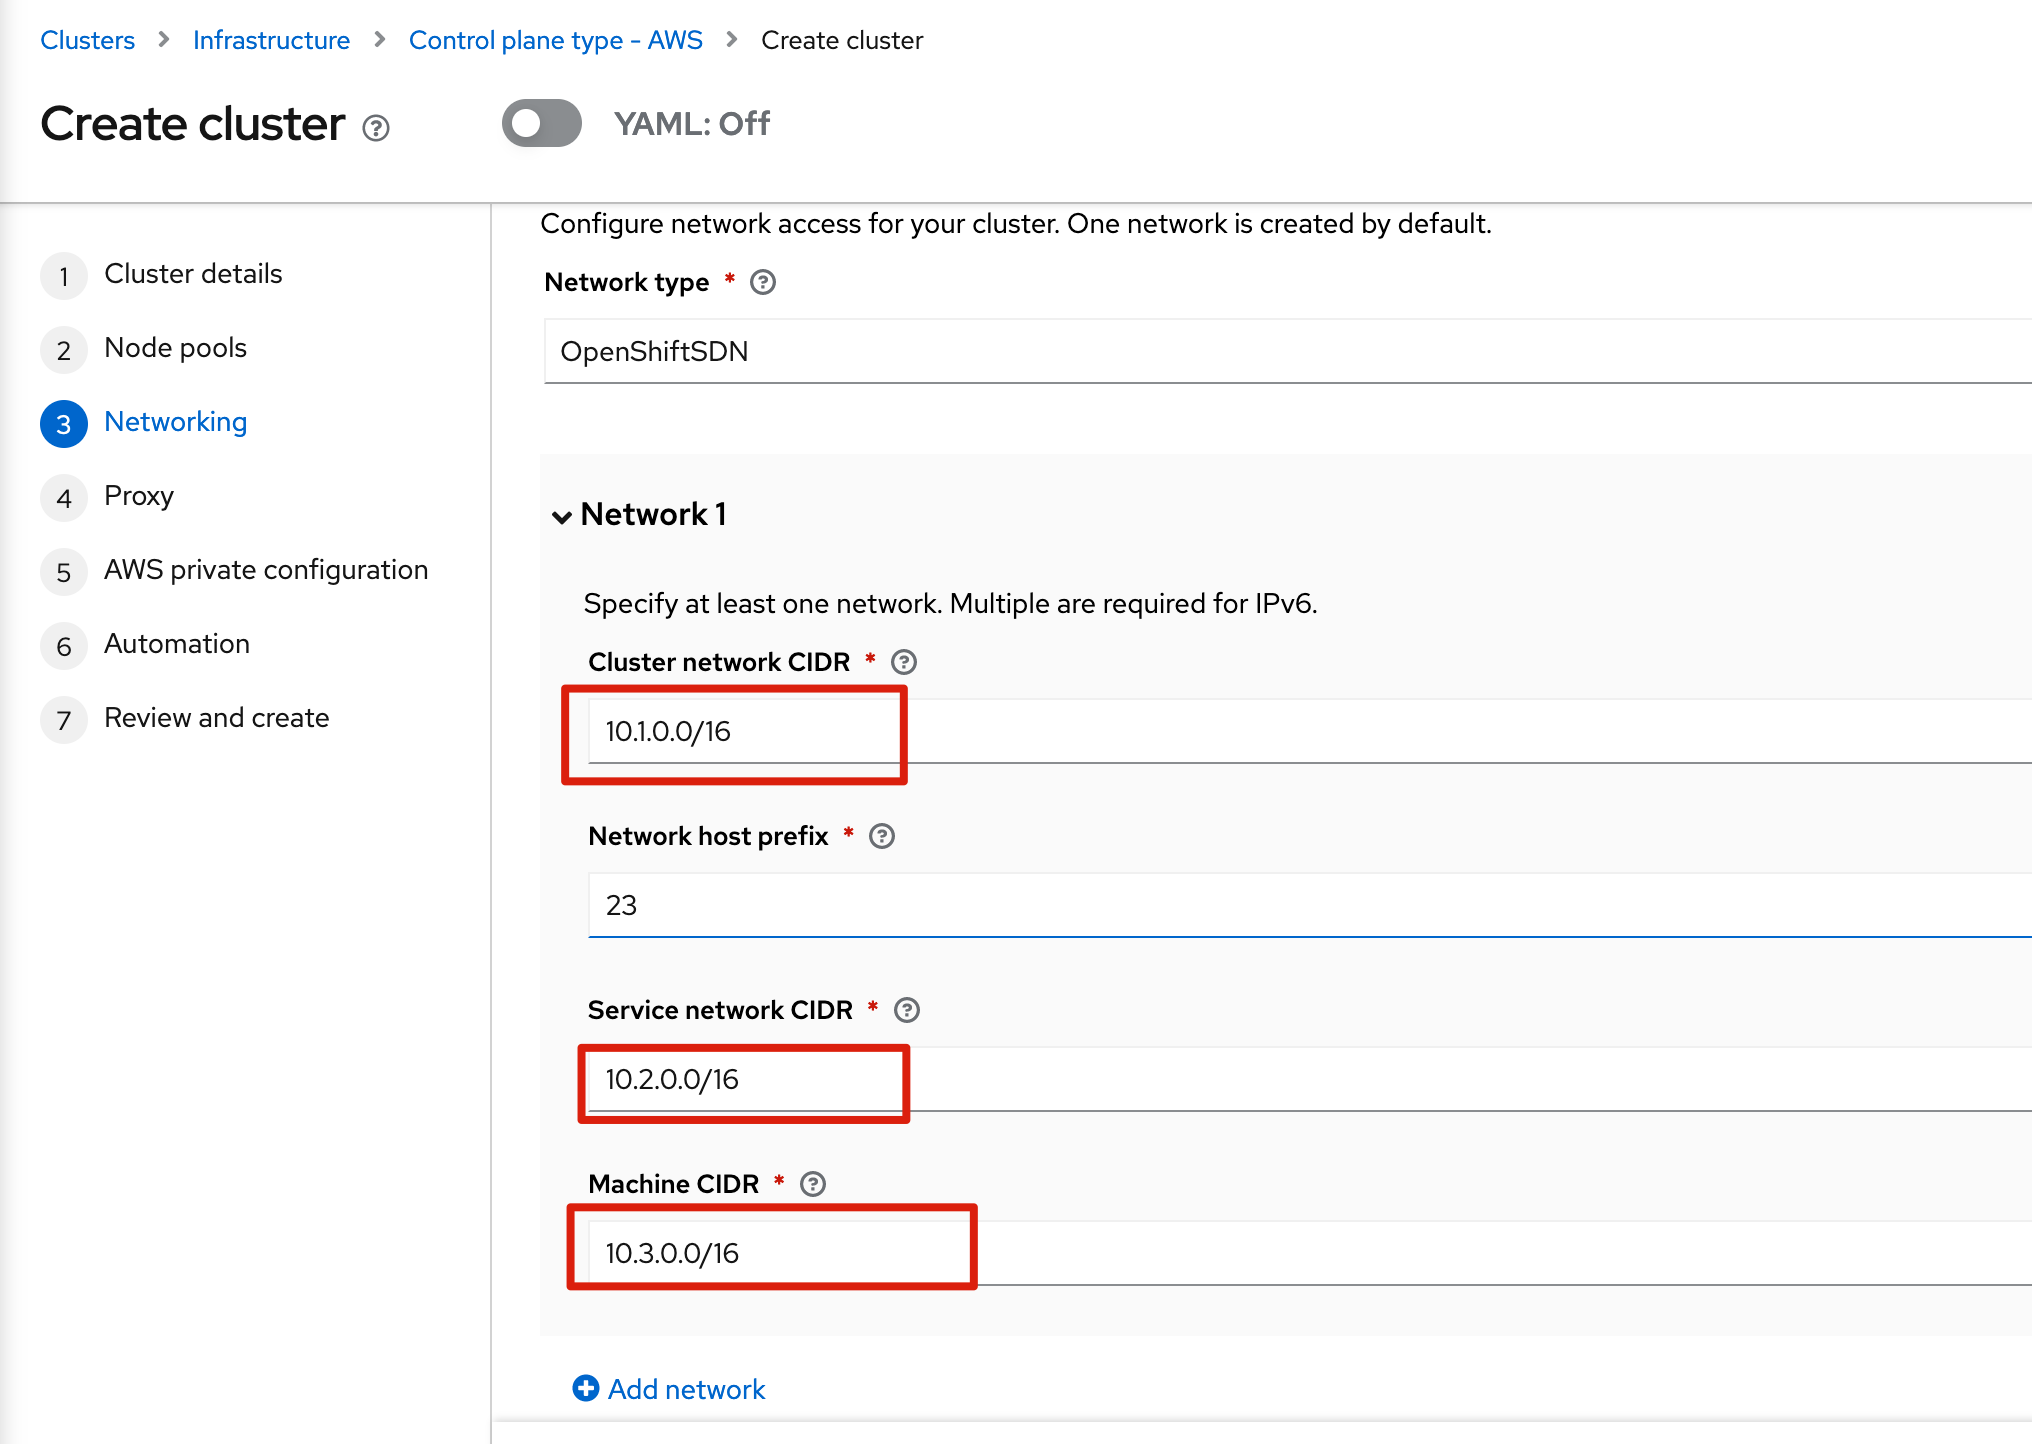 Clusters > Infrastructure > Control plane type - AWS > Create cluster
Create cluster
YAML: Off
1 Cluster details
2 Node pools
3 Networking
4 Proxy
5 AWS private configuration
6 Automation
7 Review and create
Configure network access for your cluster. One network is created by default.
Network type *
OpenShiftSDN
Network 1
Specify at least one network. Multiple are required for IPv6.
Cluster network CIDR *
10.1.0.0/16
Network host prefix *
23
Service network CIDR *
10.2.0.0/16
Machine CIDR *
10.3.0.0/16
Add network